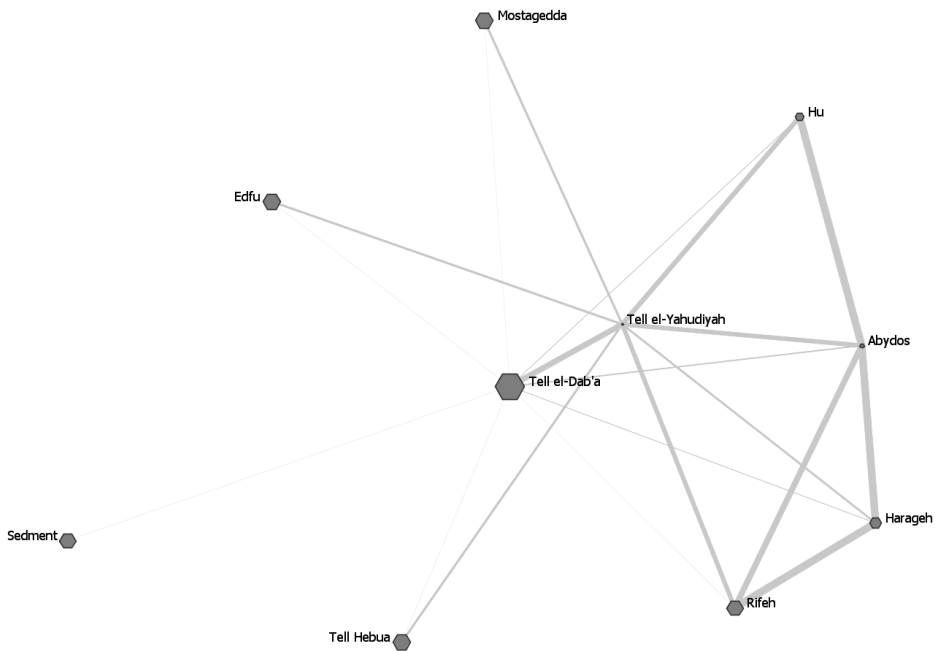 Mostagedda
Hu
Edfu
Tell el-Yahudiyah
Abydos
Tell el-Dab'a
Harageh
Sedment
Rifeh
Tell Hebua